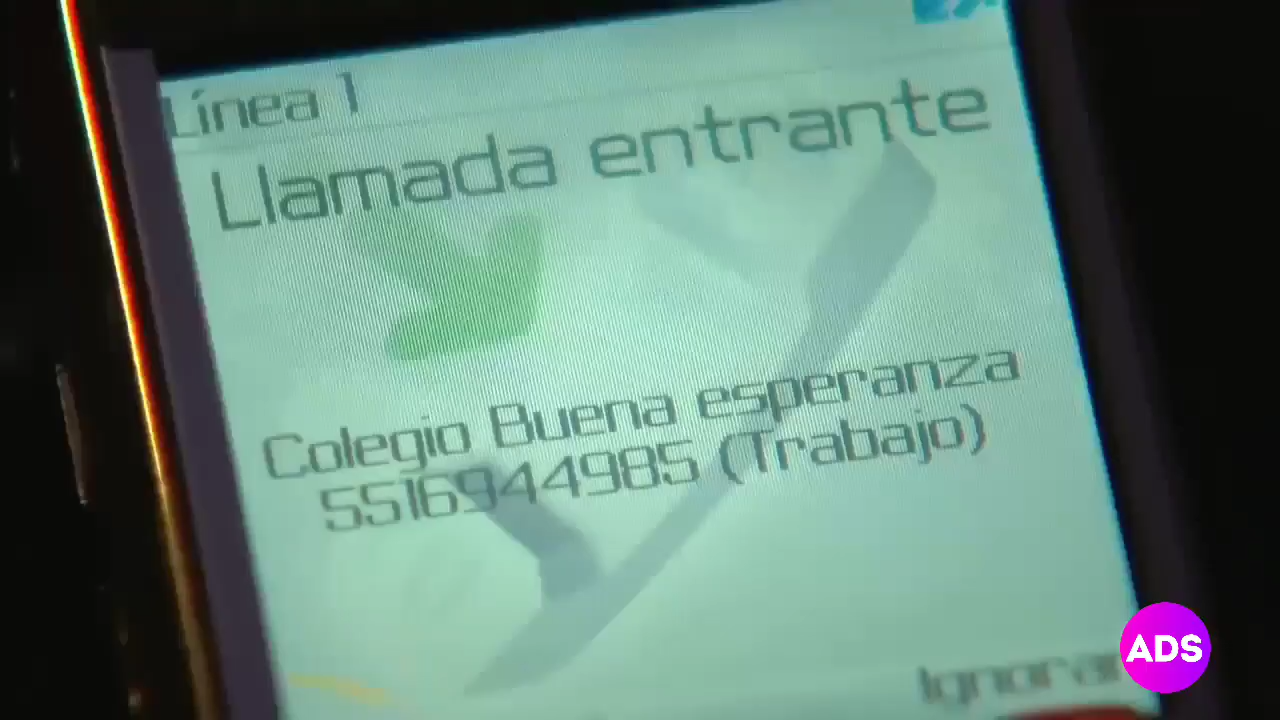 Línea 1
Llamada entrante
Colegio Buena esperanza
5516944985 (Trabajo)
Ignorar
ADS